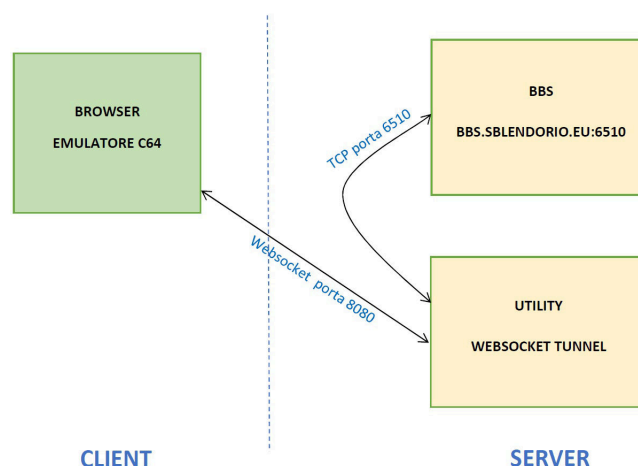 BROWSER
EMULATORE C64
BBS
BBS.SBLENDORIO.EU:6510
TCP porta 6510
Websocket porta 8080
UTILITY
WEBSOCKET TUNNEL
CLIENT
SERVER